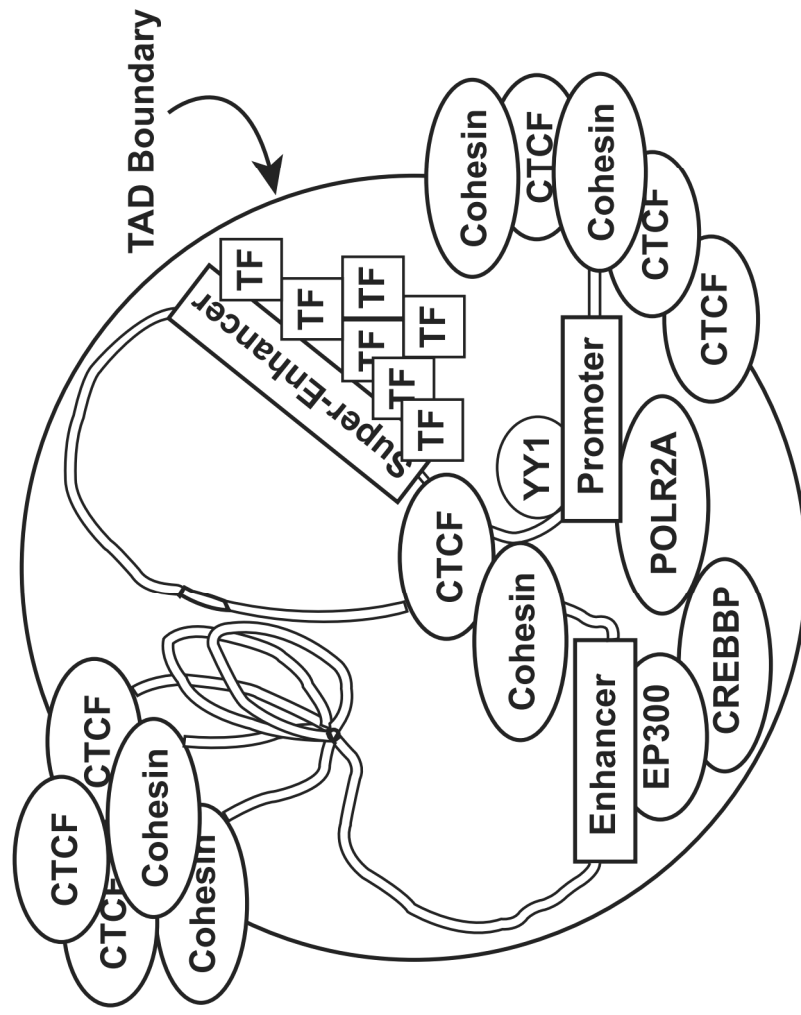 TAD Boundary
CTCF
CTCF
CTCF
Cohesin
Cohesin
Super-Enhancer
TF
TF
TF
TF
TF
TF
TF
Cohesin
CTCF
Cohesin
CTCF
CTCF
CTCF
Cohesin
YY1
Promoter
POLR2A
Enhancer
EP300
CREBBP